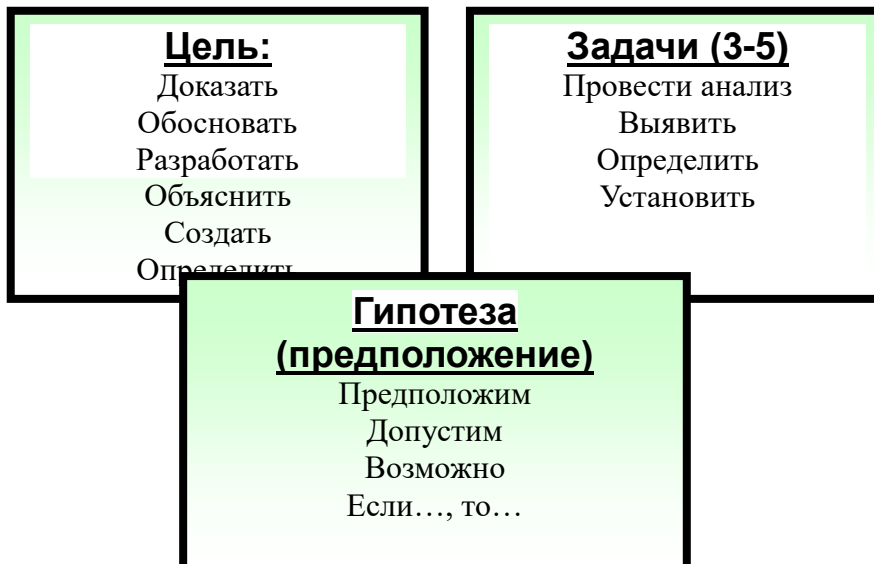 Цель:
Доказать
Обосновать
Разработать
Объяснить
Создать
Определить
Задачи (3-5)
Провести анализ
Выявить
Определить
Установить
Гипотеза
(предположение)
Предположим
Допустим
Возможно
Если…, то…